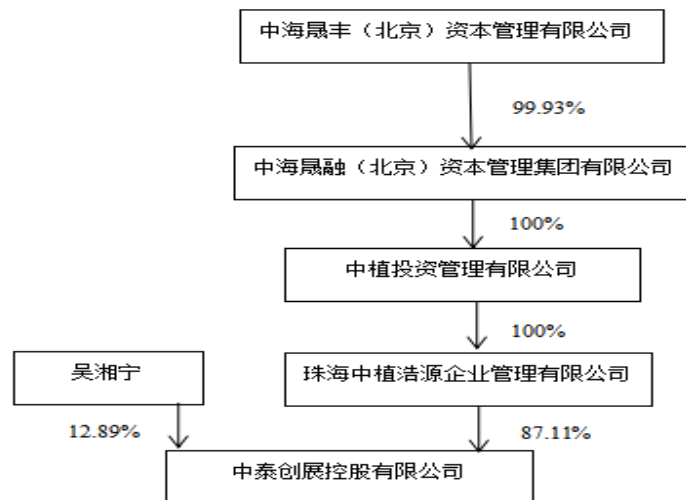 中海晟丰（北京）资本管理有限公司
99.93%
中海晟融（北京）资本管理集团有限公司
100%
中植投资管理有限公司
100%
吴湘宁
珠海中植浩源企业管理有限公司
12.89%
87.11%
中泰创展控股有限公司